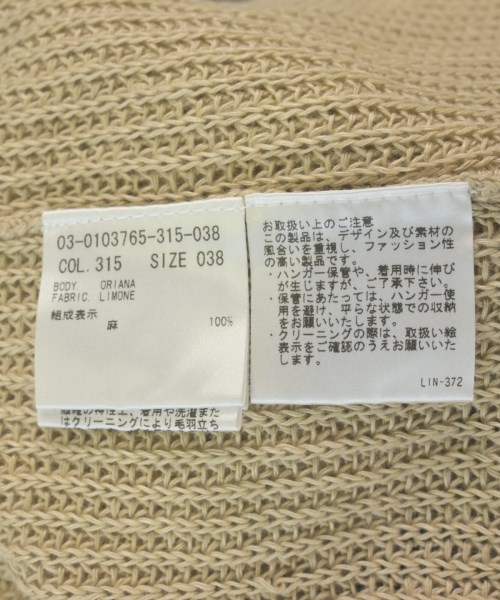 03-0103765-315-038
COL.315 SIZE 038
BODY. ORIANA
FABRIC. LIMONE
組成表示
麻 100%
繊維の特性上、着用や洗濯また
はクリーニングにより毛羽立ち
お取扱い上のご注意
この製品は、デザイン及び素材の
風合いを重視し、ファッション性
の高い製品です。
・ハンガー保管や、着用時に伸び
が生じますが、ご了承下さい。
・保管にあたっては、ハンガー使
用を避け、平らな状態での収納
をお願いいたします。
・クリーニングの際は、取扱い絵
表示をご確認のうえお願いいた
します。
LIN-372